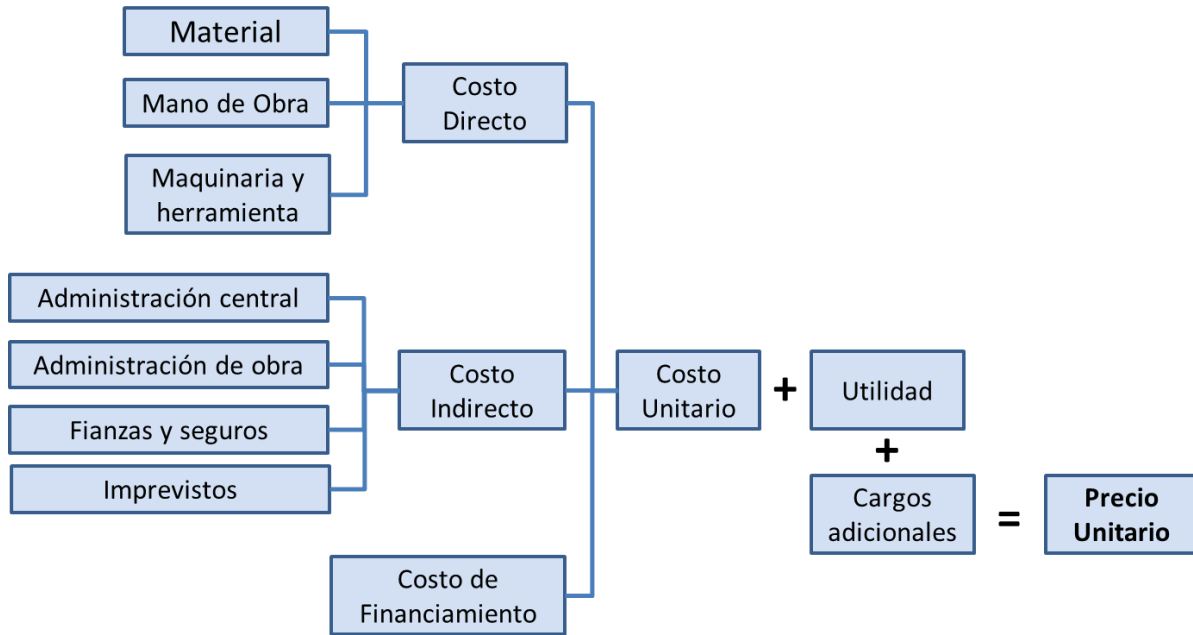 Material
Mano de Obra
Maquinaria y
herramienta
Costo
Directo
Administración central
Administración de obra
Fianzas y seguros
Imprevistos
Costo
Indirecto
Costo de
Financiamiento
Costo
Unitario
+
Utilidad
+
Cargos
adicionales
=
Precio
Unitario